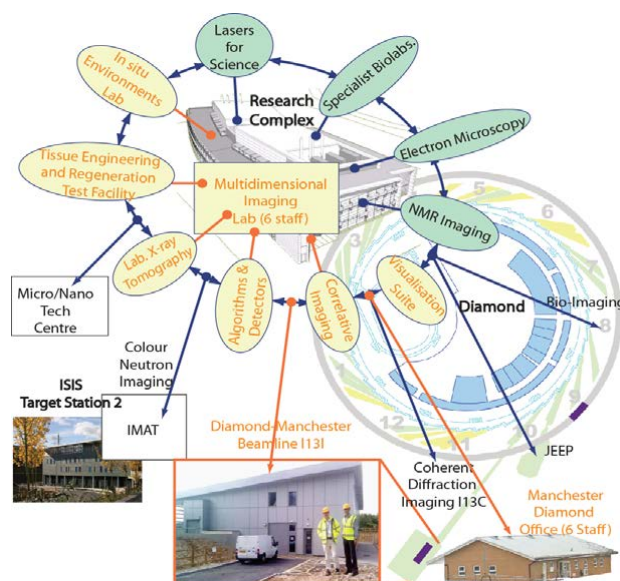 Lasers for
Science
In situ
Environments
Lab
Specialist Biolabs.
Research
Complex
Electron Microscopy
Tissue Engineering
and Regeneration
Test Facility
Multidimensional
Imaging
Lab (6 staff)
NMR Imaging
Lab. X-ray
Tomography
Algorithms &
Detectors
Correlative
Imaging
Visualisation
Suite
Diamond
Bio-Imaging
Micro/Nano
Tech
Centre
Colour
Neutron
Imaging
ISIS
Target Station 2
IMAT
Diamond-Manchester
Beamline I13I
Coherent
Diffraction
Imaging I13C
JEEP
Manchester
Diamond
Office (6 Staff)
3
5
6
7
8
9
10
11
12
1